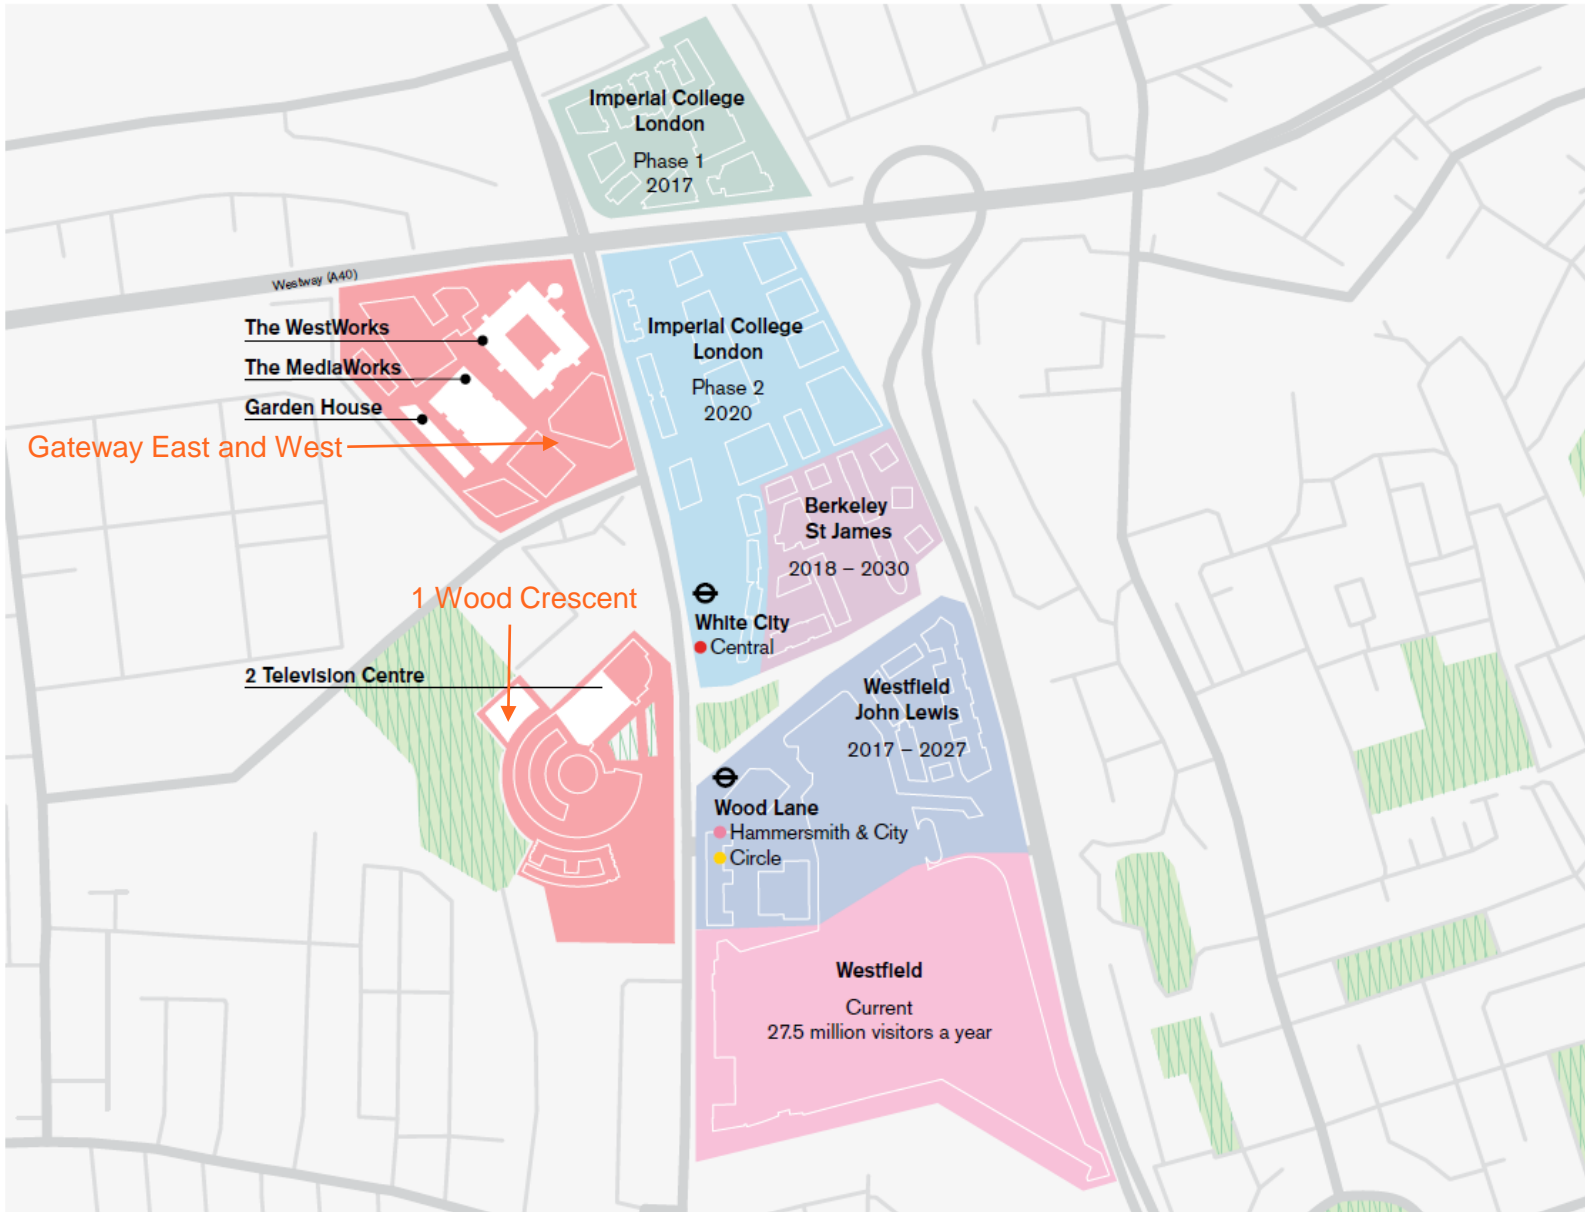 Imperial College
London
Phase 1
2017
Westway (A40)
The WestWorks
The MediaWorks
Garden House
Gateway East and West
Imperial College
London
Phase 2
2020
Berkeley
St James
2018 – 2030
1 Wood Crescent
White City
Central
2 Television Centre
Westfield
John Lewis
2017 – 2027
Wood Lane
Hammersmith & City
Circle
Westfield
Current
27.5 million visitors a year